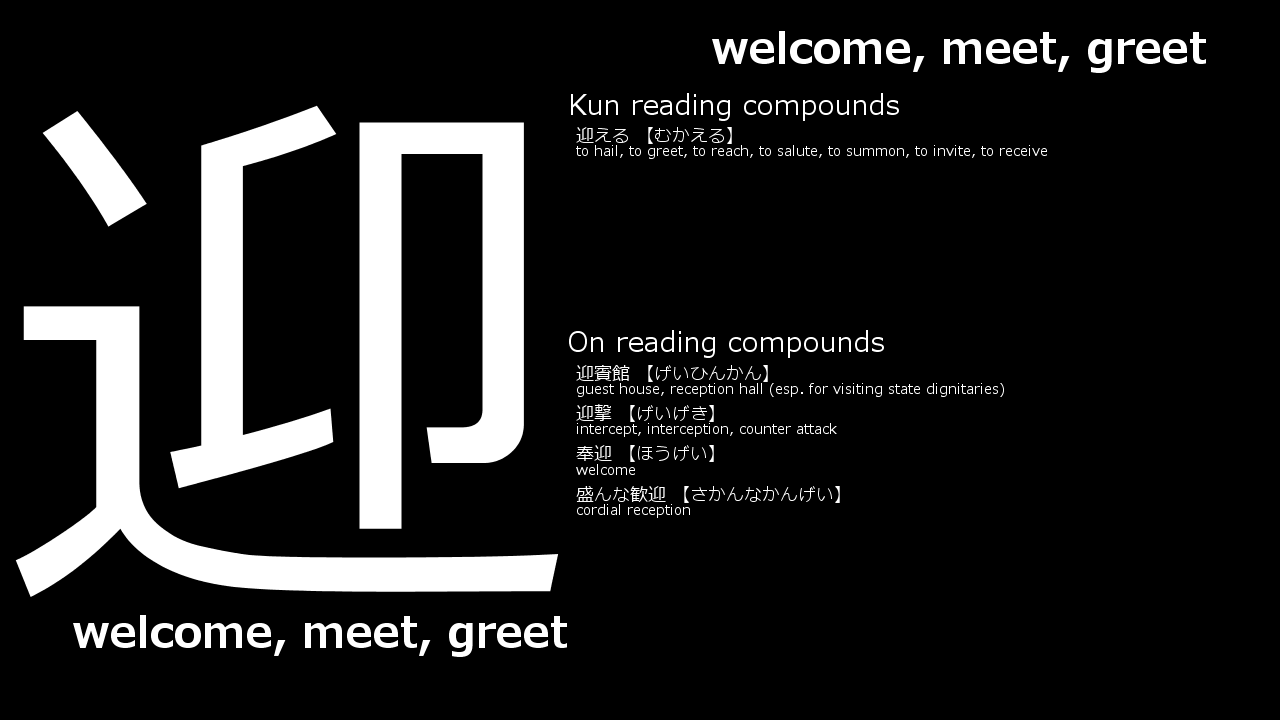 welcome, meet, greet
迎
Kun reading compounds
迎える 【むかえる】
to hail, to greet, to reach, to salute, to summon, to invite, to receive
On reading compounds
迎賓館 【げいひんかん】
guest house, reception hall (esp. for visiting state dignitaries)
迎撃 【げいげき】
intercept, interception, counter attack
奉迎 【ほうげい】
welcome
盛んな歓迎 【さかんなかんげい】
cordial reception
welcome, meet, greet